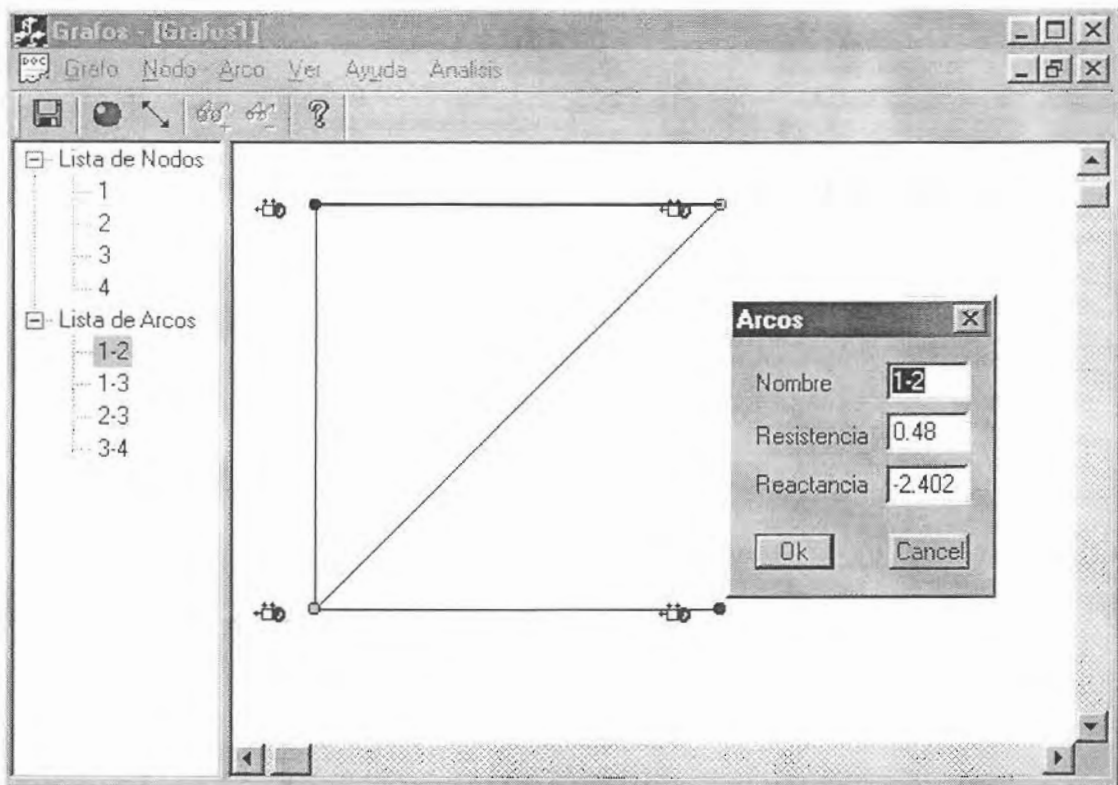 Grafos - [Grafos1]
Grafo Nodo Arco Ver Ayuda Analisis
Lista de Nodos
1
2
3
4
Lista de Arcos
1-2
1-3
2-3
3-4
Arcos
Nombre 1-2
Resistencia 0.48
Reactancia -2.402
Ok Cancel